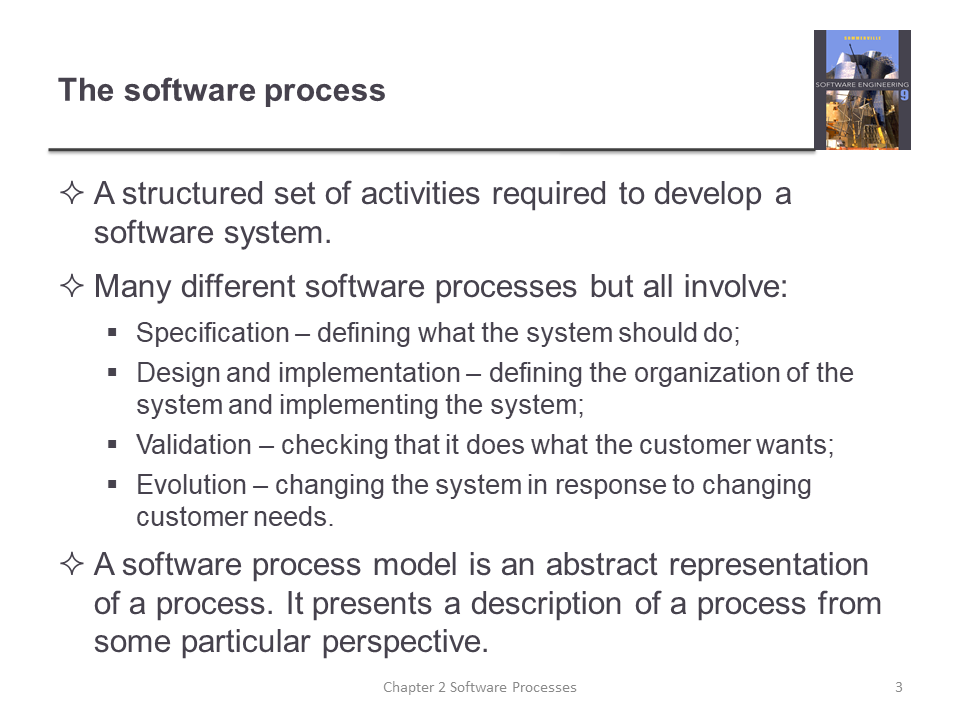 The software process
SOMMERVILLE
SOFTWARE ENGINEERING
9
✧ A structured set of activities required to develop a
software system.
✧ Many different software processes but all involve:
▪ Specification – defining what the system should do;
▪ Design and implementation – defining the organization of the
system and implementing the system;
▪ Validation – checking that it does what the customer wants;
▪ Evolution – changing the system in response to changing
customer needs.
✧ A software process model is an abstract representation
of a process. It presents a description of a process from
some particular perspective.
Chapter 2 Software Processes
3